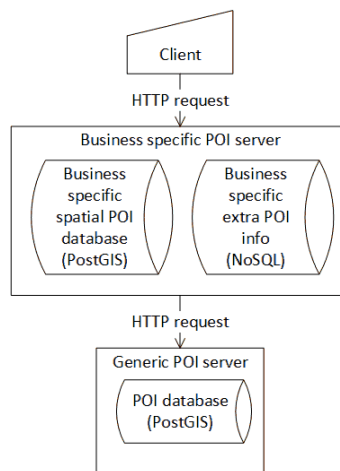 Client
HTTP request
Business specific POI server
Business
specific
spatial POI
database
(PostGIS)
Business
specific
extra POI
info
(NoSQL)
HTTP request
Generic POI server
POI database
(PostGIS)